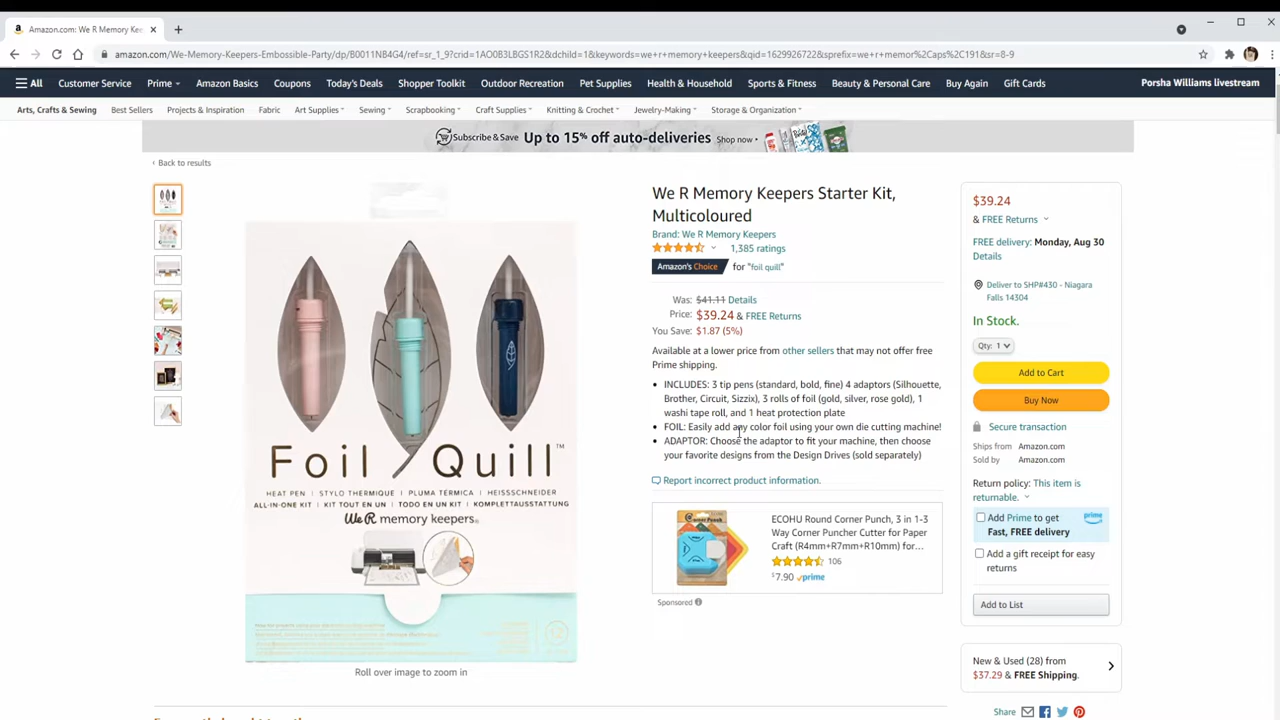 Amazon.com: We R Memory Kee
amazon.com/We-Memory-Keepers-Embossible-Party/dp/B0011NB4G4/ref=sr_1_9?crid=1AO0B3LBGS1R2&dchild=1&keywords=we+r+memory+keepers&qid=1629926722&sprefix=we+r+memor%2Caps%2C191&sr=8-9
All Customer Service Prime Amazon Basics Coupons Today's Deals Shopper Toolkit Outdoor Recreation Pet Supplies Health & Household Sports & Fitness Beauty & Personal Care Buy Again Gift Cards Porsha Williams livestream
Arts, Crafts & Sewing Best Sellers Projects & Inspiration Fabric Art Supplies Sewing Scrapbooking Craft Supplies Knitting & Crochet Jewelry-Making Storage & Organization
Subscribe & Save Up to 15% off auto-deliveries Shop now
‹ Back to results
Foil Quill™
HEAT PEN | STYLO THERMIQUE | PLUMA TÉRMICA | HEISSSCHNEIDER
ALL-IN-ONE KIT | KIT TOUT EN UN | TODO EN UN KIT | KOMPLETTAUSSTATTUNG
We R memory keepers®
Roll over image to zoom in
We R Memory Keepers Starter Kit,
Multicoloured
Brand: We R Memory Keepers
1,385 ratings
Amazon's Choice for "foil quill"
Was: $41.11 Details
Price: $39.24 & FREE Returns
You Save: $1.87 (5%)
Available at a lower price from other sellers that may not offer free
Prime shipping.
• INCLUDES: 3 tip pens (standard, bold, fine) 4 adaptors (Silhouette,
Brother, Circuit, Sizzix), 3 rolls of foil (gold, silver, rose gold), 1
washi tape roll, and 1 heat protection plate
• FOIL: Easily add any color foil using your own die cutting machine!
• ADAPTOR: Choose the adaptor to fit your machine, then choose
your favorite designs from the Design Drives (sold separately)
Report incorrect product information.
ECOHU Round Corner Punch, 3 in 1-3
Way Corner Puncher Cutter for Paper
Craft (R4mm+R7mm+R10mm) for...
106
$7.90 prime
Sponsored
$39.24
& FREE Returns
FREE delivery: Monday, Aug 30
Details
Deliver to SHP#430 - Niagara
Falls 14304
In Stock.
Qty: 1
Add to Cart
Buy Now
Secure transaction
Ships from Amazon.com
Sold by Amazon.com
Return policy: This item is
returnable.
Add Prime to get
Fast, FREE delivery
prime
Add a gift receipt for easy
returns
Add to List
New & Used (28) from
$37.29 & FREE Shipping.
Share